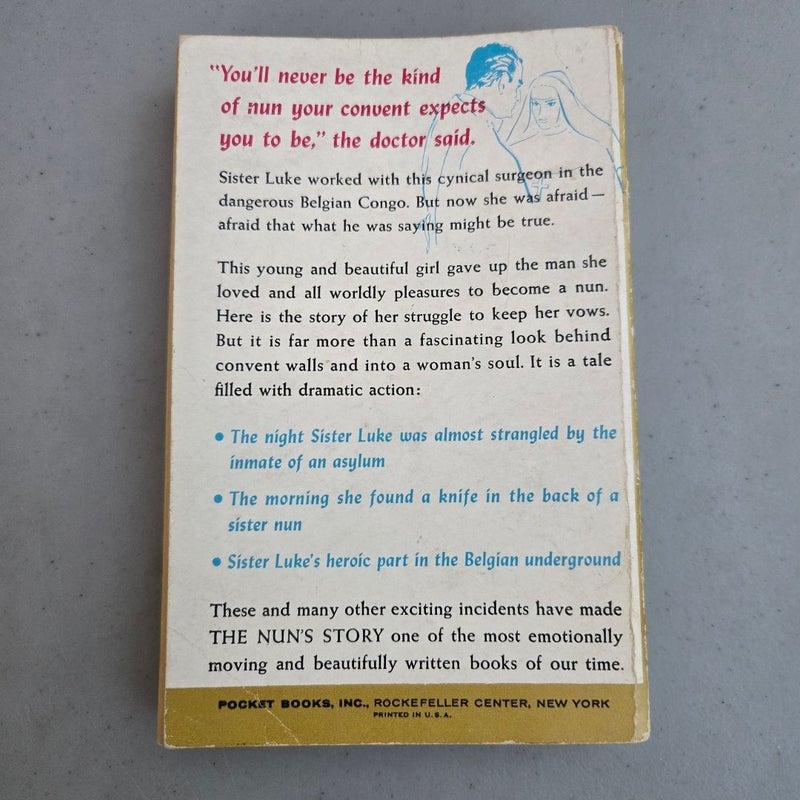 “You’ll never be the kind
of nun your convent expects
you to be,” the doctor said.
Sister Luke worked with this cynical surgeon in the
dangerous Belgian Congo. But now she was afraid—
afraid that what he was saying might be true.
This young and beautiful girl gave up the man she
loved and all worldly pleasures to become a nun.
Here is the story of her struggle to keep her vows.
But it is far more than a fascinating look behind
convent walls and into a woman’s soul. It is a tale
filled with dramatic action:
• The night Sister Luke was almost strangled by the
inmate of an asylum
• The morning she found a knife in the back of a
sister nun
• Sister Luke’s heroic part in the Belgian underground
These and many other exciting incidents have made
THE NUN’S STORY one of the most emotionally
moving and beautifully written books of our time.
POCKET BOOKS, INC., ROCKEFELLER CENTER, NEW YORK
PRINTED IN U.S.A.